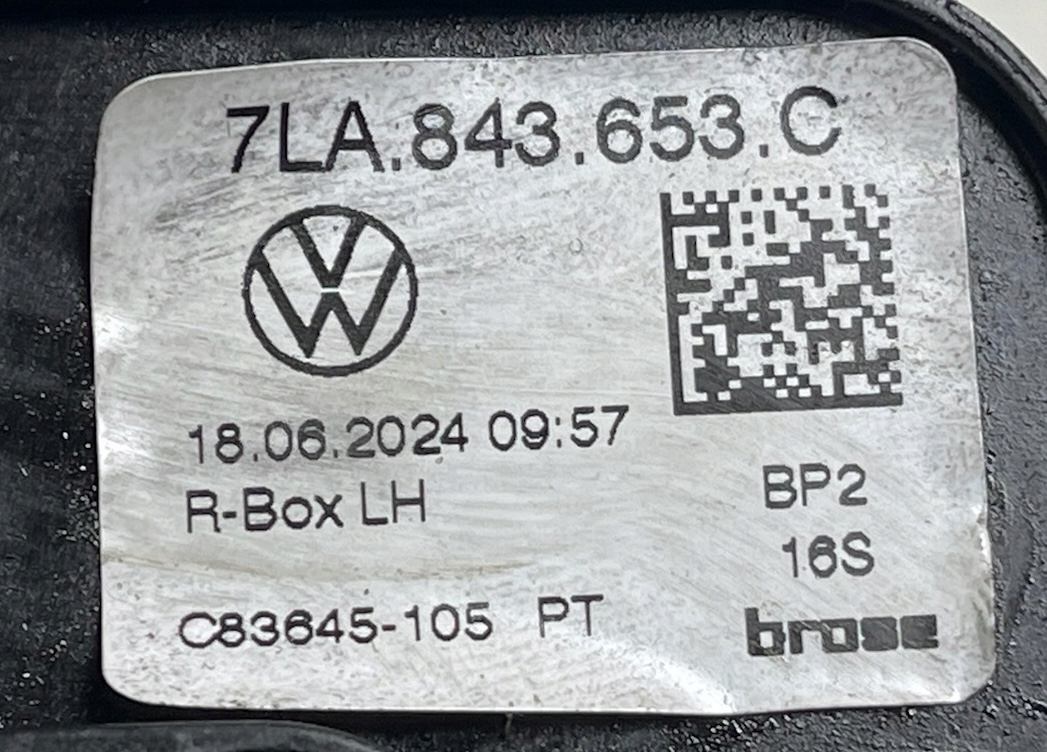 7LA.843.653.C
18.06.2024 09:57
R-Box LH
BP2
16S
C83645-105 PT
brose